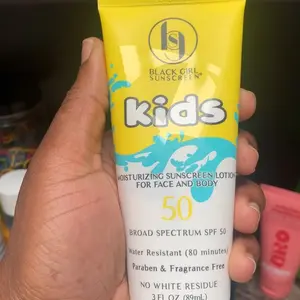 BLACK GIRL
SUNSCREEN
Kids
MOISTURIZING SUNSCREEN LOTION
FOR FACE AND BODY
50
BROAD SPECTRUM SPF 50
Water Resistant (80 minutes)
Paraben & Fragrance Free
NO WHITE RESIDUE
3 FL OZ (89mL)